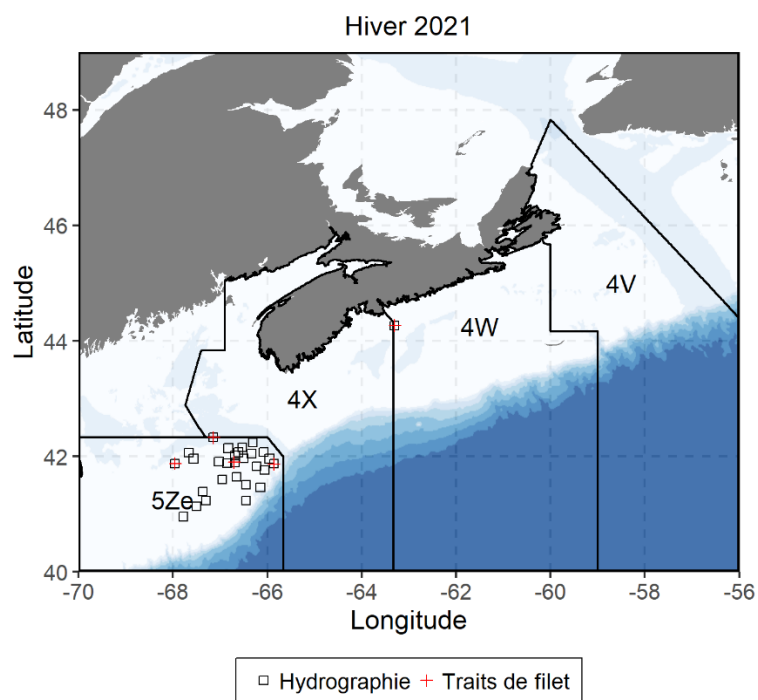 Hiver 2021
48
46
44
42
40
Latitude
4V
4W
4X
5Ze
-70 -68 -66 -64 -62 -60 -58 -56
Longitude
Hydrographie Traits de filet